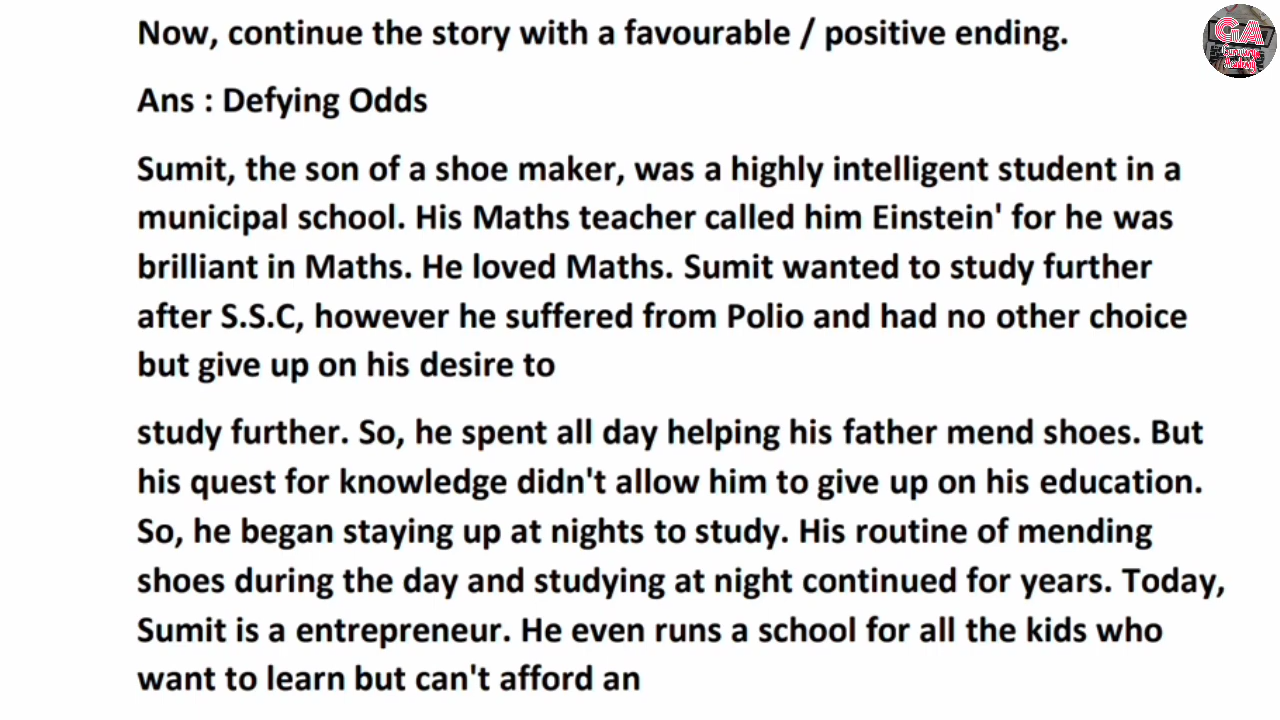 Now, continue the story with a favourable / positive ending.
Ans : Defying Odds
Sumit, the son of a shoe maker, was a highly intelligent student in a
municipal school. His Maths teacher called him Einstein' for he was
brilliant in Maths. He loved Maths. Sumit wanted to study further
after S.S.C, however he suffered from Polio and had no other choice
but give up on his desire to
study further. So, he spent all day helping his father mend shoes. But
his quest for knowledge didn't allow him to give up on his education.
So, he began staying up at nights to study. His routine of mending
shoes during the day and studying at night continued for years. Today,
Sumit is a entrepreneur. He even runs a school for all the kids who
want to learn but can't afford an
GA
Academy